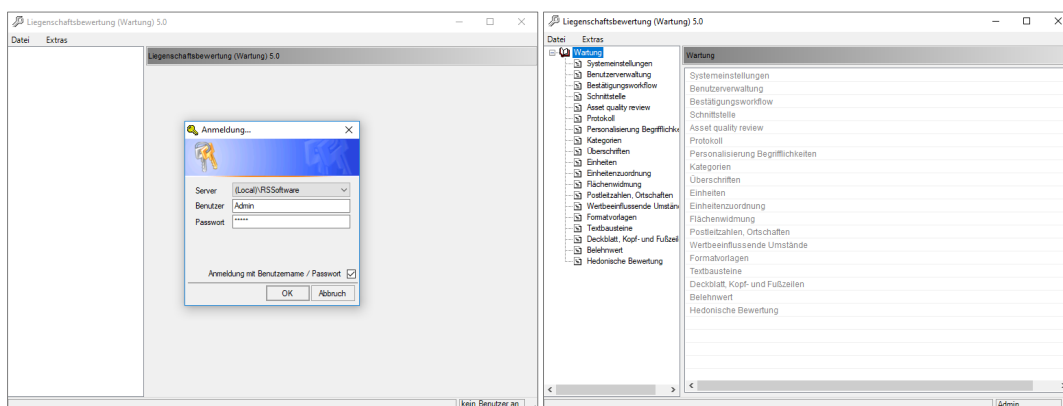 Liegenschaftsbewertung (Wartung) 5.0
Datei Extras
Liegenschaftsbewertung (Wartung) 5.0
Anmeldung...
Server (Local)\RSSoftware
Benutzer Admin
Passwort *****
Anmeldung mit Benutzername / Passwort
OK Abbruch
kein Benutzer an
Liegenschaftsbewertung (Wartung) 5.0
Datei Extras
Wartung
Systemeinstellungen
Benutzerverwaltung
Bestätigungsworkflow
Schnittstelle
Asset quality review
Protokoll
Personalisierung Begrifflichke
Kategorien
Überschriften
Einheiten
Einheitenzuordnung
Flächenwidmung
Postleitzahlen, Ortschaften
Wertbeeinflussende Umstän
Formatvorlagen
Textbausteine
Deckblatt, Kopf- und Fußzeil
Belehnwert
Hedonische Bewertung
Wartung
Systemeinstellungen
Benutzerverwaltung
Bestätigungsworkflow
Schnittstelle
Asset quality review
Protokoll
Personalisierung Begrifflichkeiten
Kategorien
Überschriften
Einheiten
Einheitenzuordnung
Flächenwidmung
Postleitzahlen, Ortschaften
Wertbeeinflussende Umstände
Formatvorlagen
Textbausteine
Deckblatt, Kopf- und Fußzeilen
Belehnwert
Hedonische Bewertung
Admin